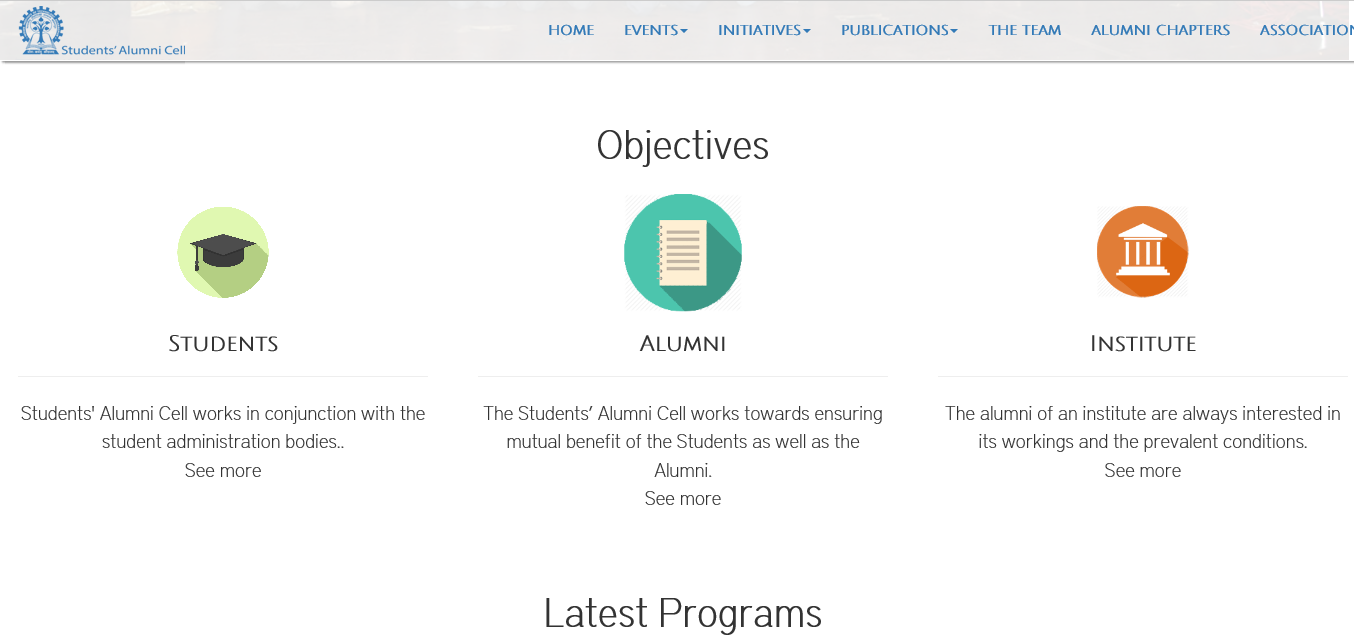 Students' Alumni Cell
HOME EVENTS INITIATIVES PUBLICATIONS THE TEAM ALUMNI CHAPTERS ASSOCIATION
Objectives
STUDENTS
ALUMNI
INSTITUTE
Students' Alumni Cell works in conjunction with the
student administration bodies..
See more
The Students’ Alumni Cell works towards ensuring
mutual benefit of the Students as well as the
Alumni.
See more
The alumni of an institute are always interested in
its workings and the prevalent conditions.
See more
Latest Programs